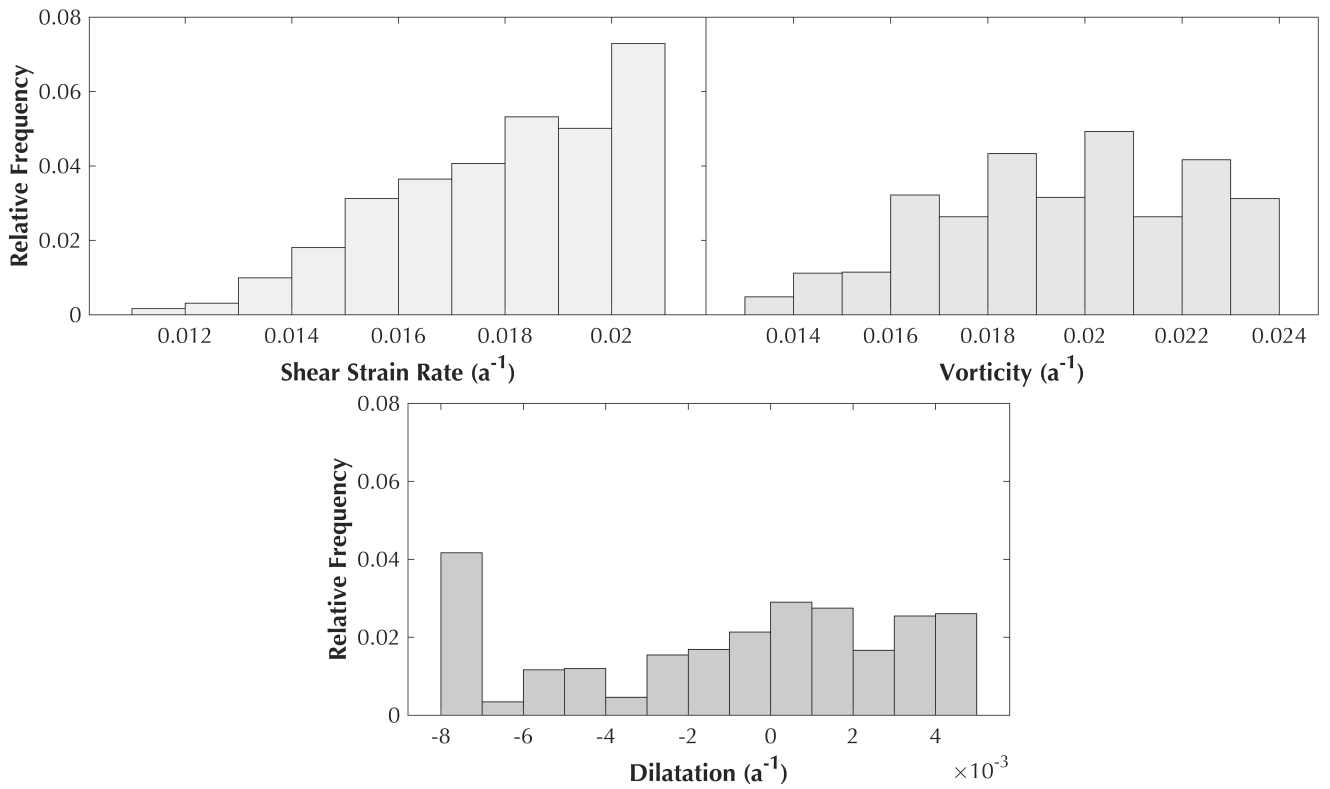 0.08
0.06
0.04
0.02
0
Relative Frequency
0.012 0.014 0.016 0.018 0.02
Shear Strain Rate (a⁻¹)
0.014 0.016 0.018 0.02 0.022 0.024
Vorticity (a⁻¹)
0.08
0.06
0.04
0.02
0
Relative Frequency
-8 -6 -4 -2 0 2 4
×10⁻³
Dilatation (a⁻¹)